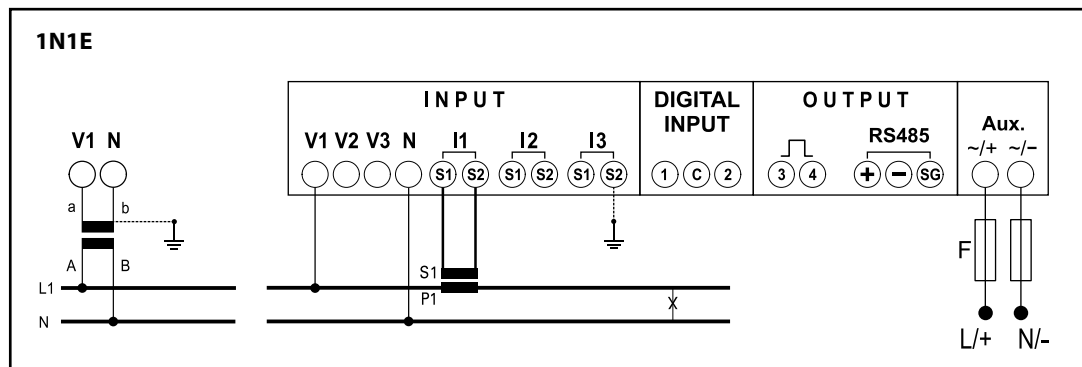 1N1E
INPUT
DIGITAL INPUT
OUTPUT
V1 N
V1 V2 V3 N I1 I2 I3
RS485
Aux.
~/+ ~/−
S1 S2 S1 S2 S1 S2
1 C 2
3 4
+ − SG
a b
F
A B
S1
L1
P1
N
X
L/+ N/-